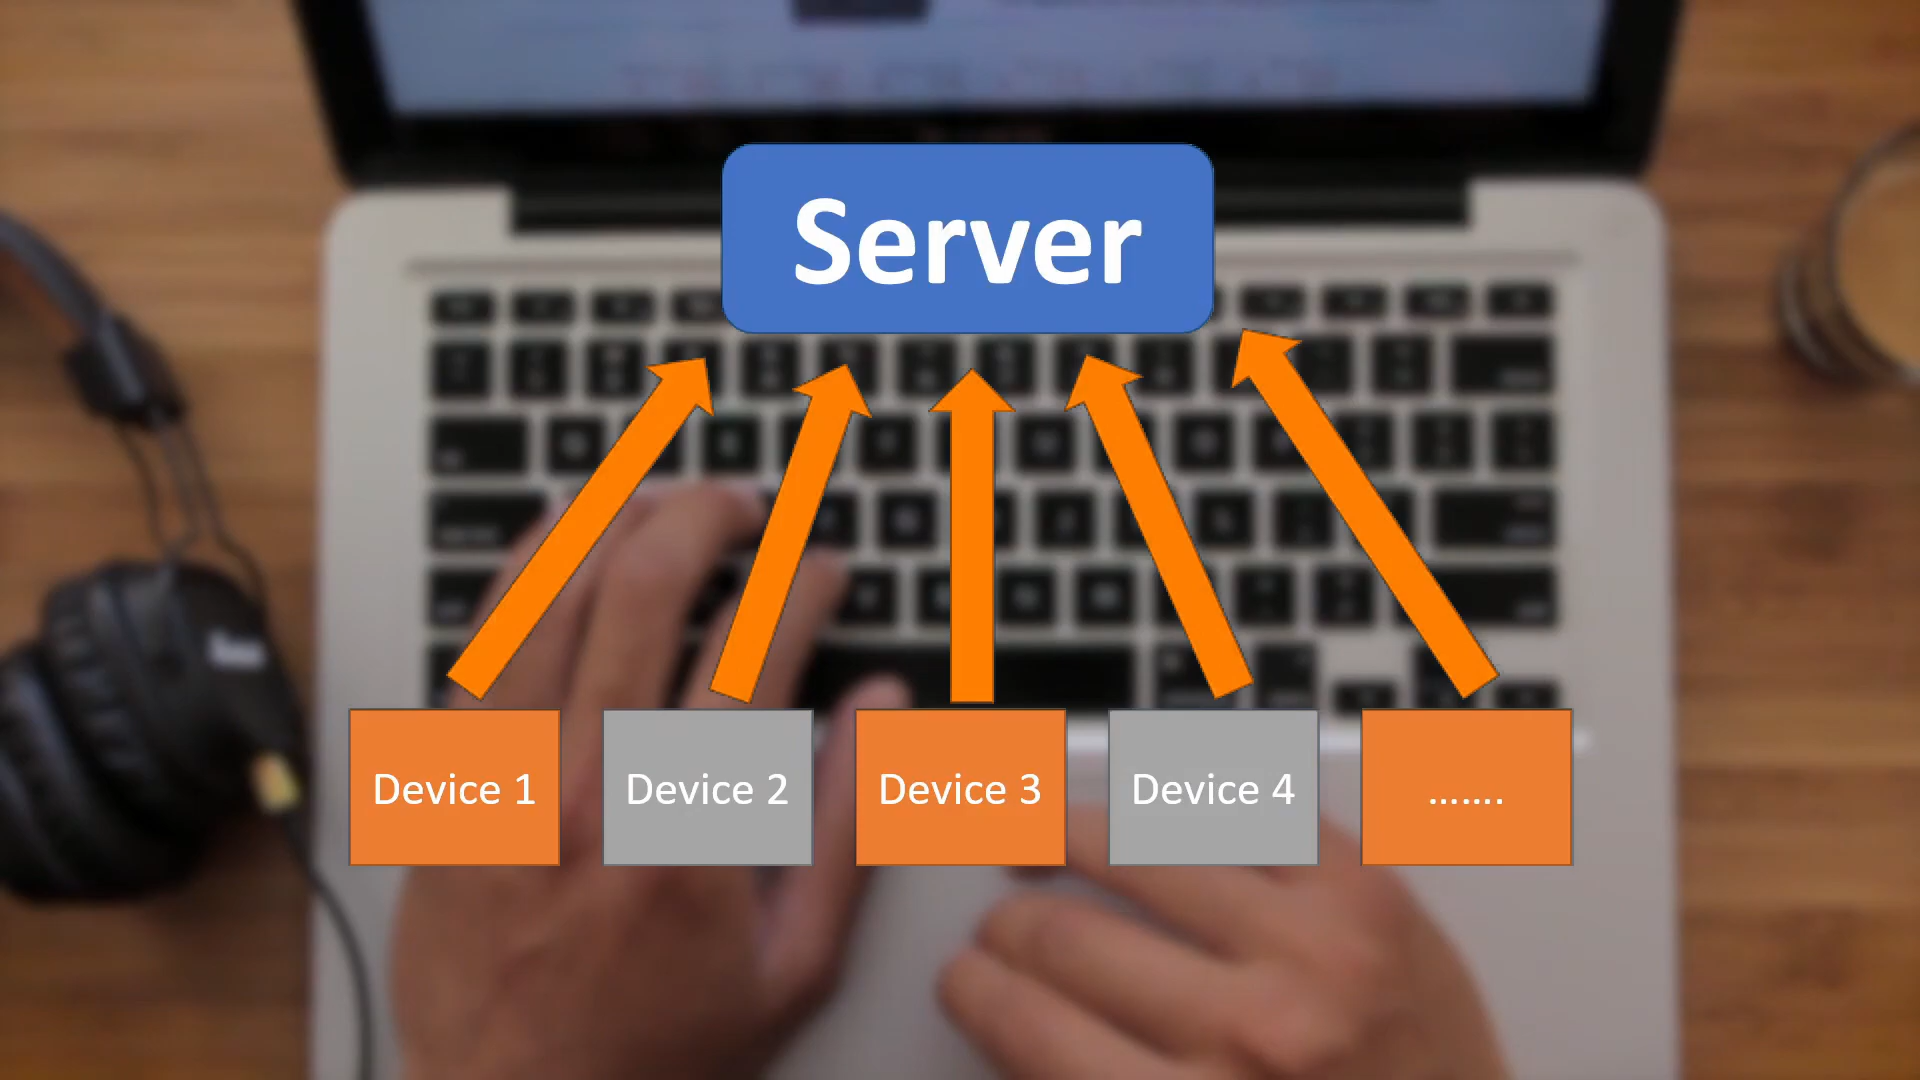 Server
Device 1
Device 2
Device 3
Device 4
.......